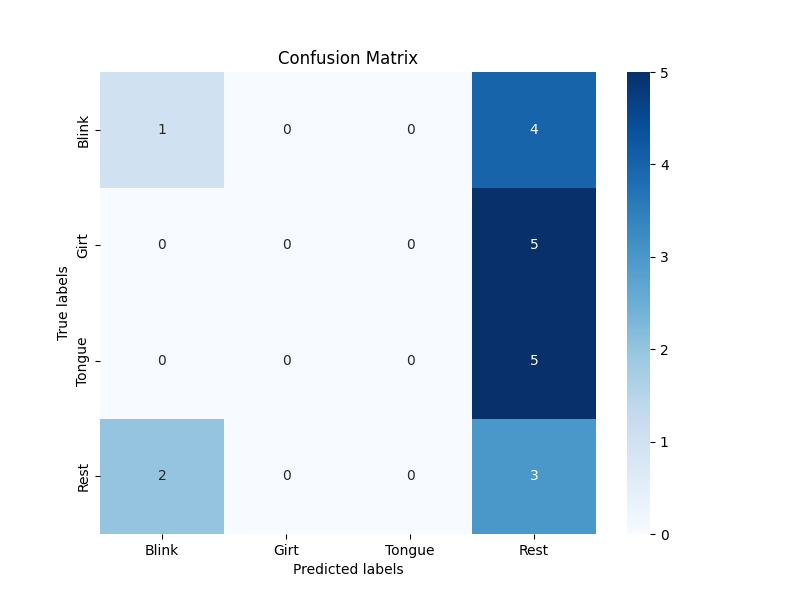 Confusion Matrix
True labels
Blink 1 0 0 4
Girt 0 0 0 5
Tongue 0 0 0 5
Rest 2 0 0 3
Blink Girt Tongue Rest
Predicted labels
5
4
3
2
1
0